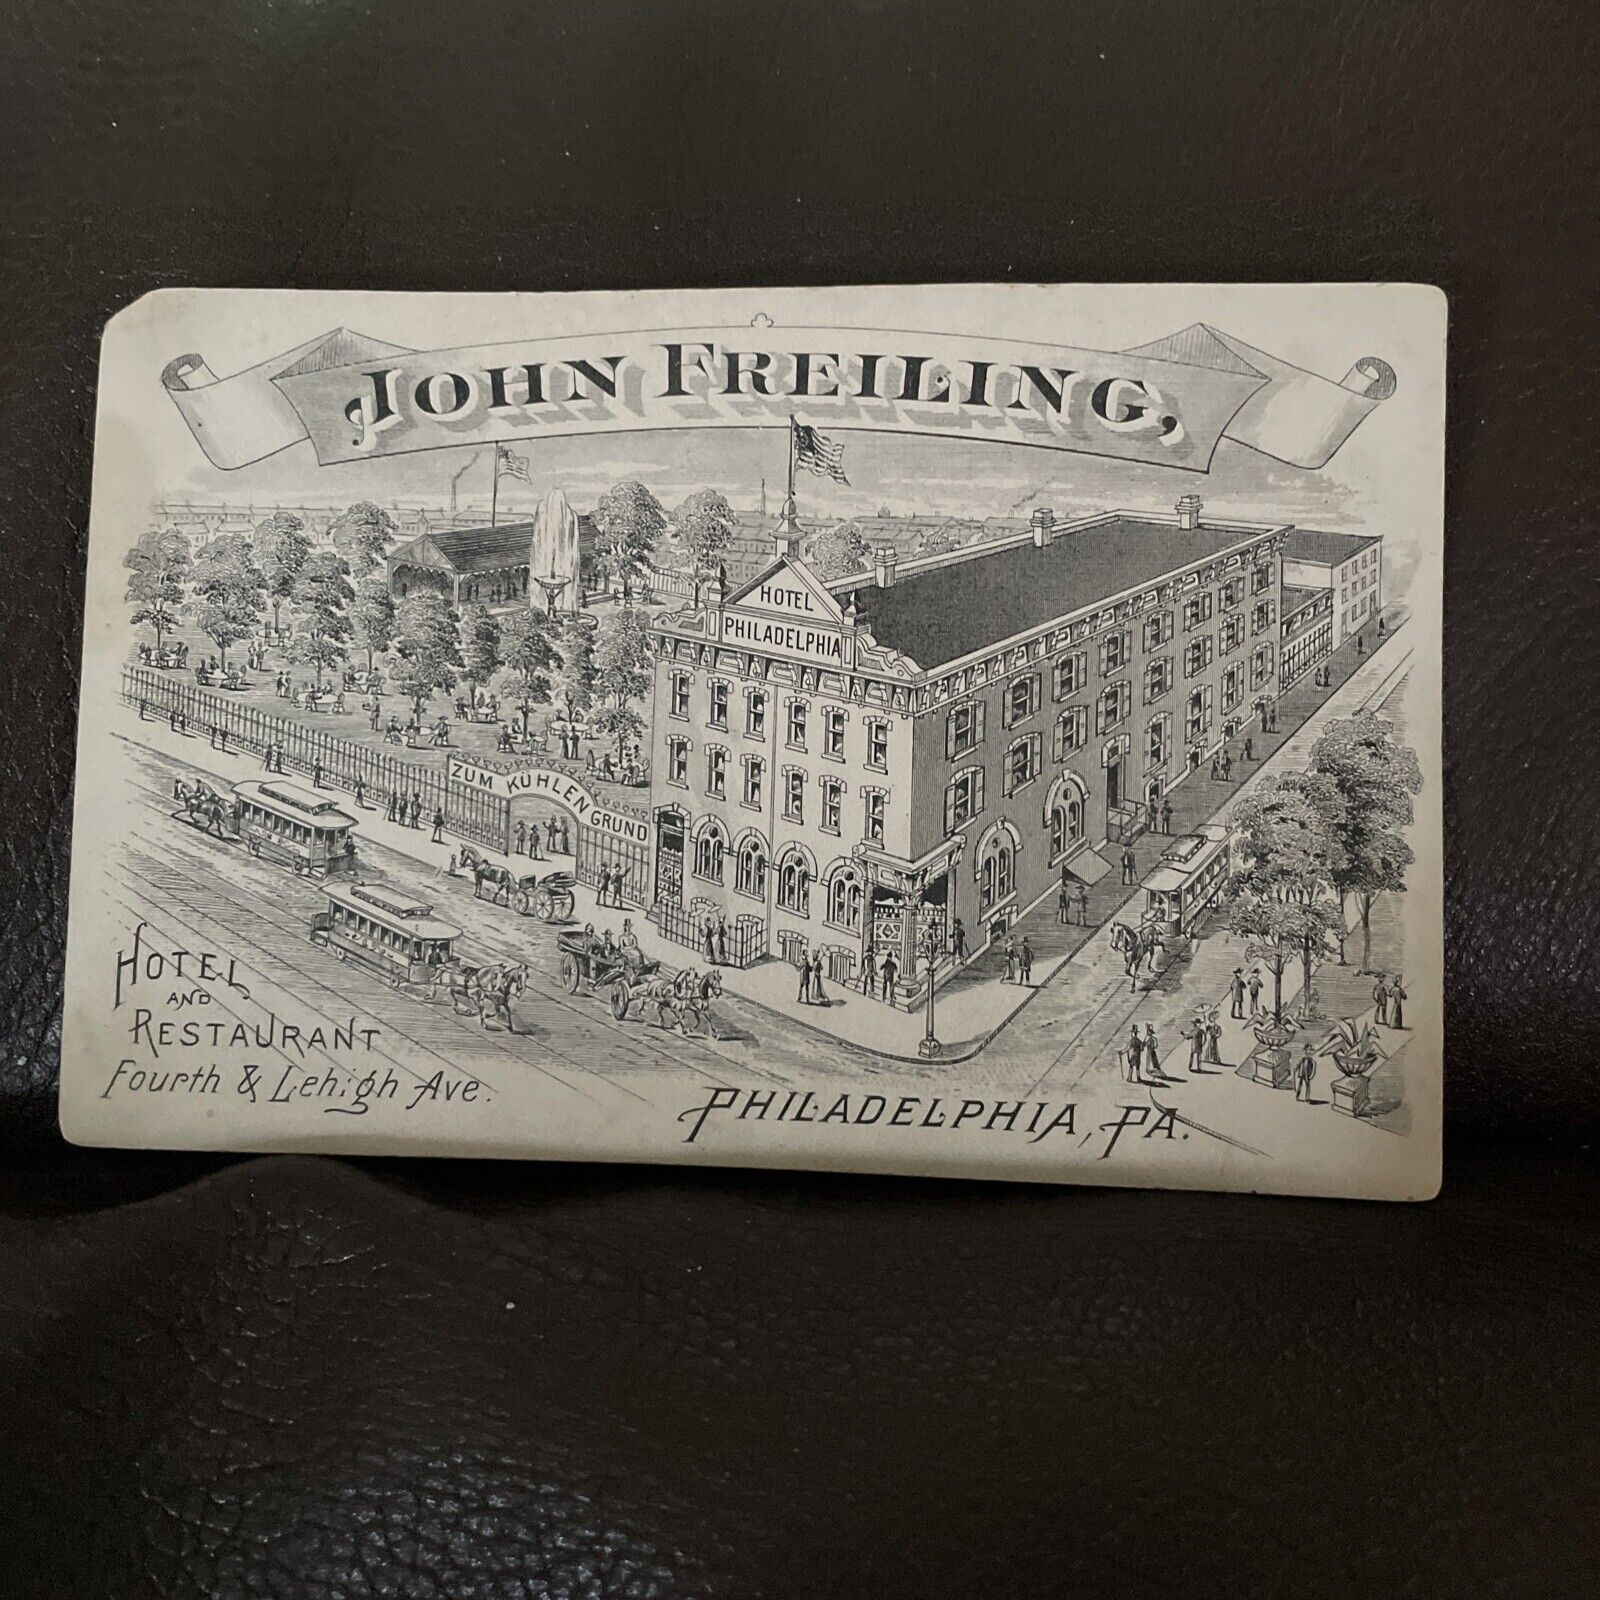 JOHN FREILING,
HOTEL
PHILADELPHIA
ZUM KÜHLEN GRUND
HOTEL
AND
RESTAURANT
Fourth & Lehigh Ave.
PHILADELPHIA, PA.